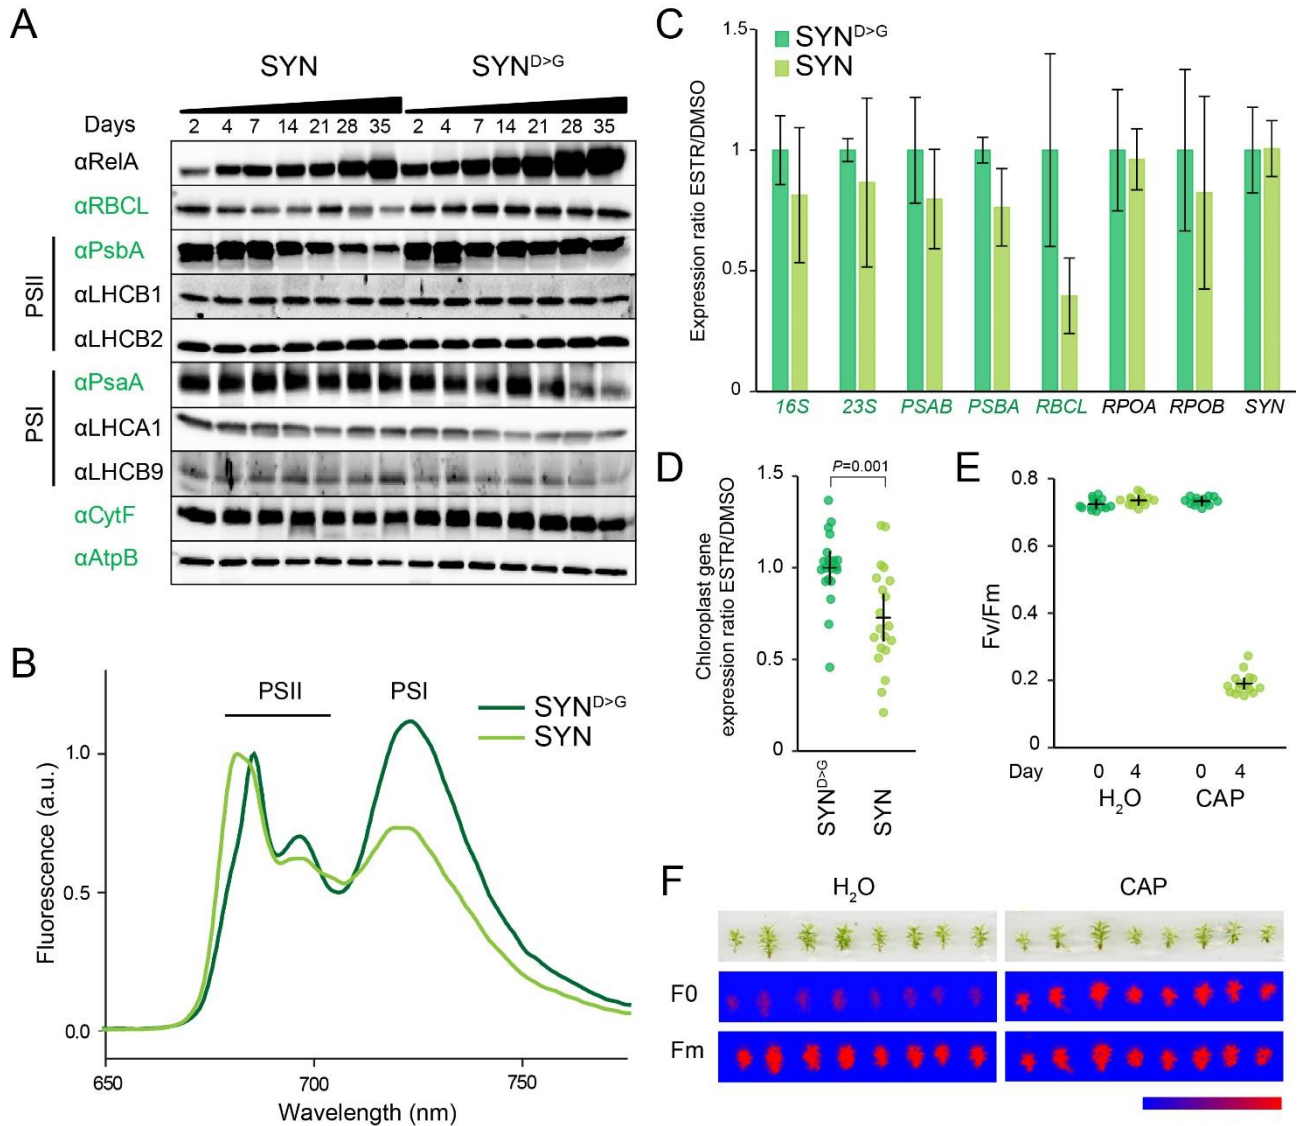 A
SYN SYN^D>G
Days 2 4 7 14 21 28 35 2 4 7 14 21 28 35
αRelA
αRBCL
PSII
αPsbA
αLHCB1
αLHCB2
PSI
αPsaA
αLHCA1
αLHCB9
αCytF
αAtpB
B
PSII PSI
SYN^D>G
SYN
1.0
0.5
0.0
Fluorescence (a.u.)
650 700 750
Wavelength (nm)
C
SYN^D>G
SYN
1.5
1
0.5
0
Expression ratio ESTR/DMSO
16S 23S PSAB PSBA RBCL RPOA RPOB SYN
D
P=0.001
1.5
1.0
0.5
0
Chloroplast gene
expression ratio ESTR/DMSO
SYN^D>G
SYN
E
0.8
0.6
0.4
0.2
0
Fv/Fm
Day 0 4 0 4
H₂O CAP
F
H₂O CAP
F0
Fm